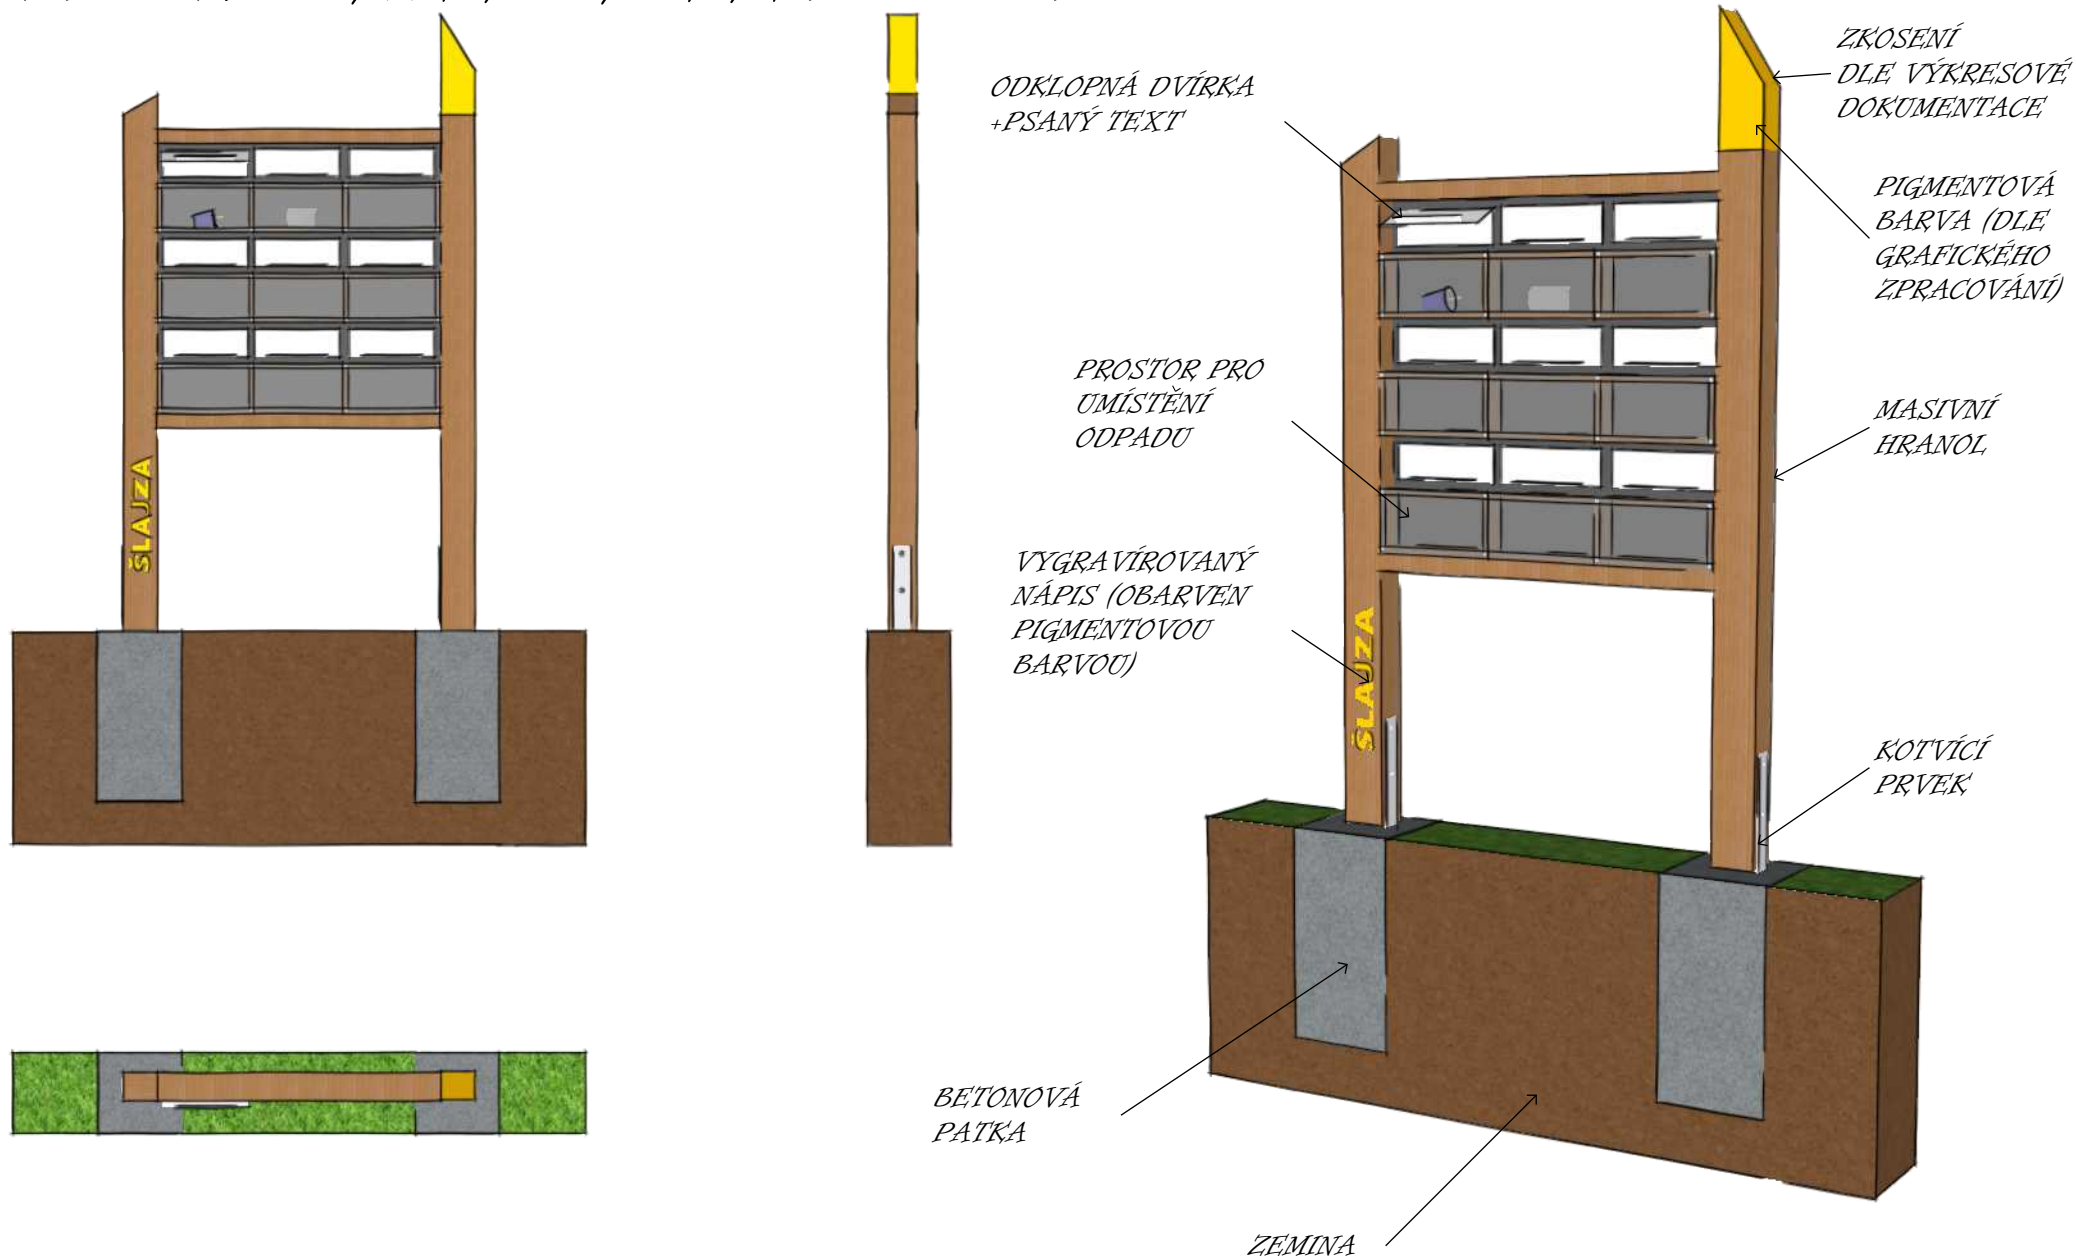 ODKLOPNÁ DVÍŘKA
+PSANÝ TEXT
ZKOSENÍ
DLE VÝKRESOVÉ
DOKUMENTACE
PIGMENTOVÁ
BARVA (DLE
GRAFICKÉHO
ZPRACOVÁNÍ)
PROSTOR PRO
UMÍSTĚNÍ
ODPADU
MASIVNÍ
HRANOL
VYGRAVÍROVANÝ
NÁPIS (OBARVEN
PIGMENTOVOU
BARVOU)
ŠLAJZA
ŠLAJZA
KOTVÍCÍ
PRVEK
BETONOVÁ
PATKA
ZEMINA